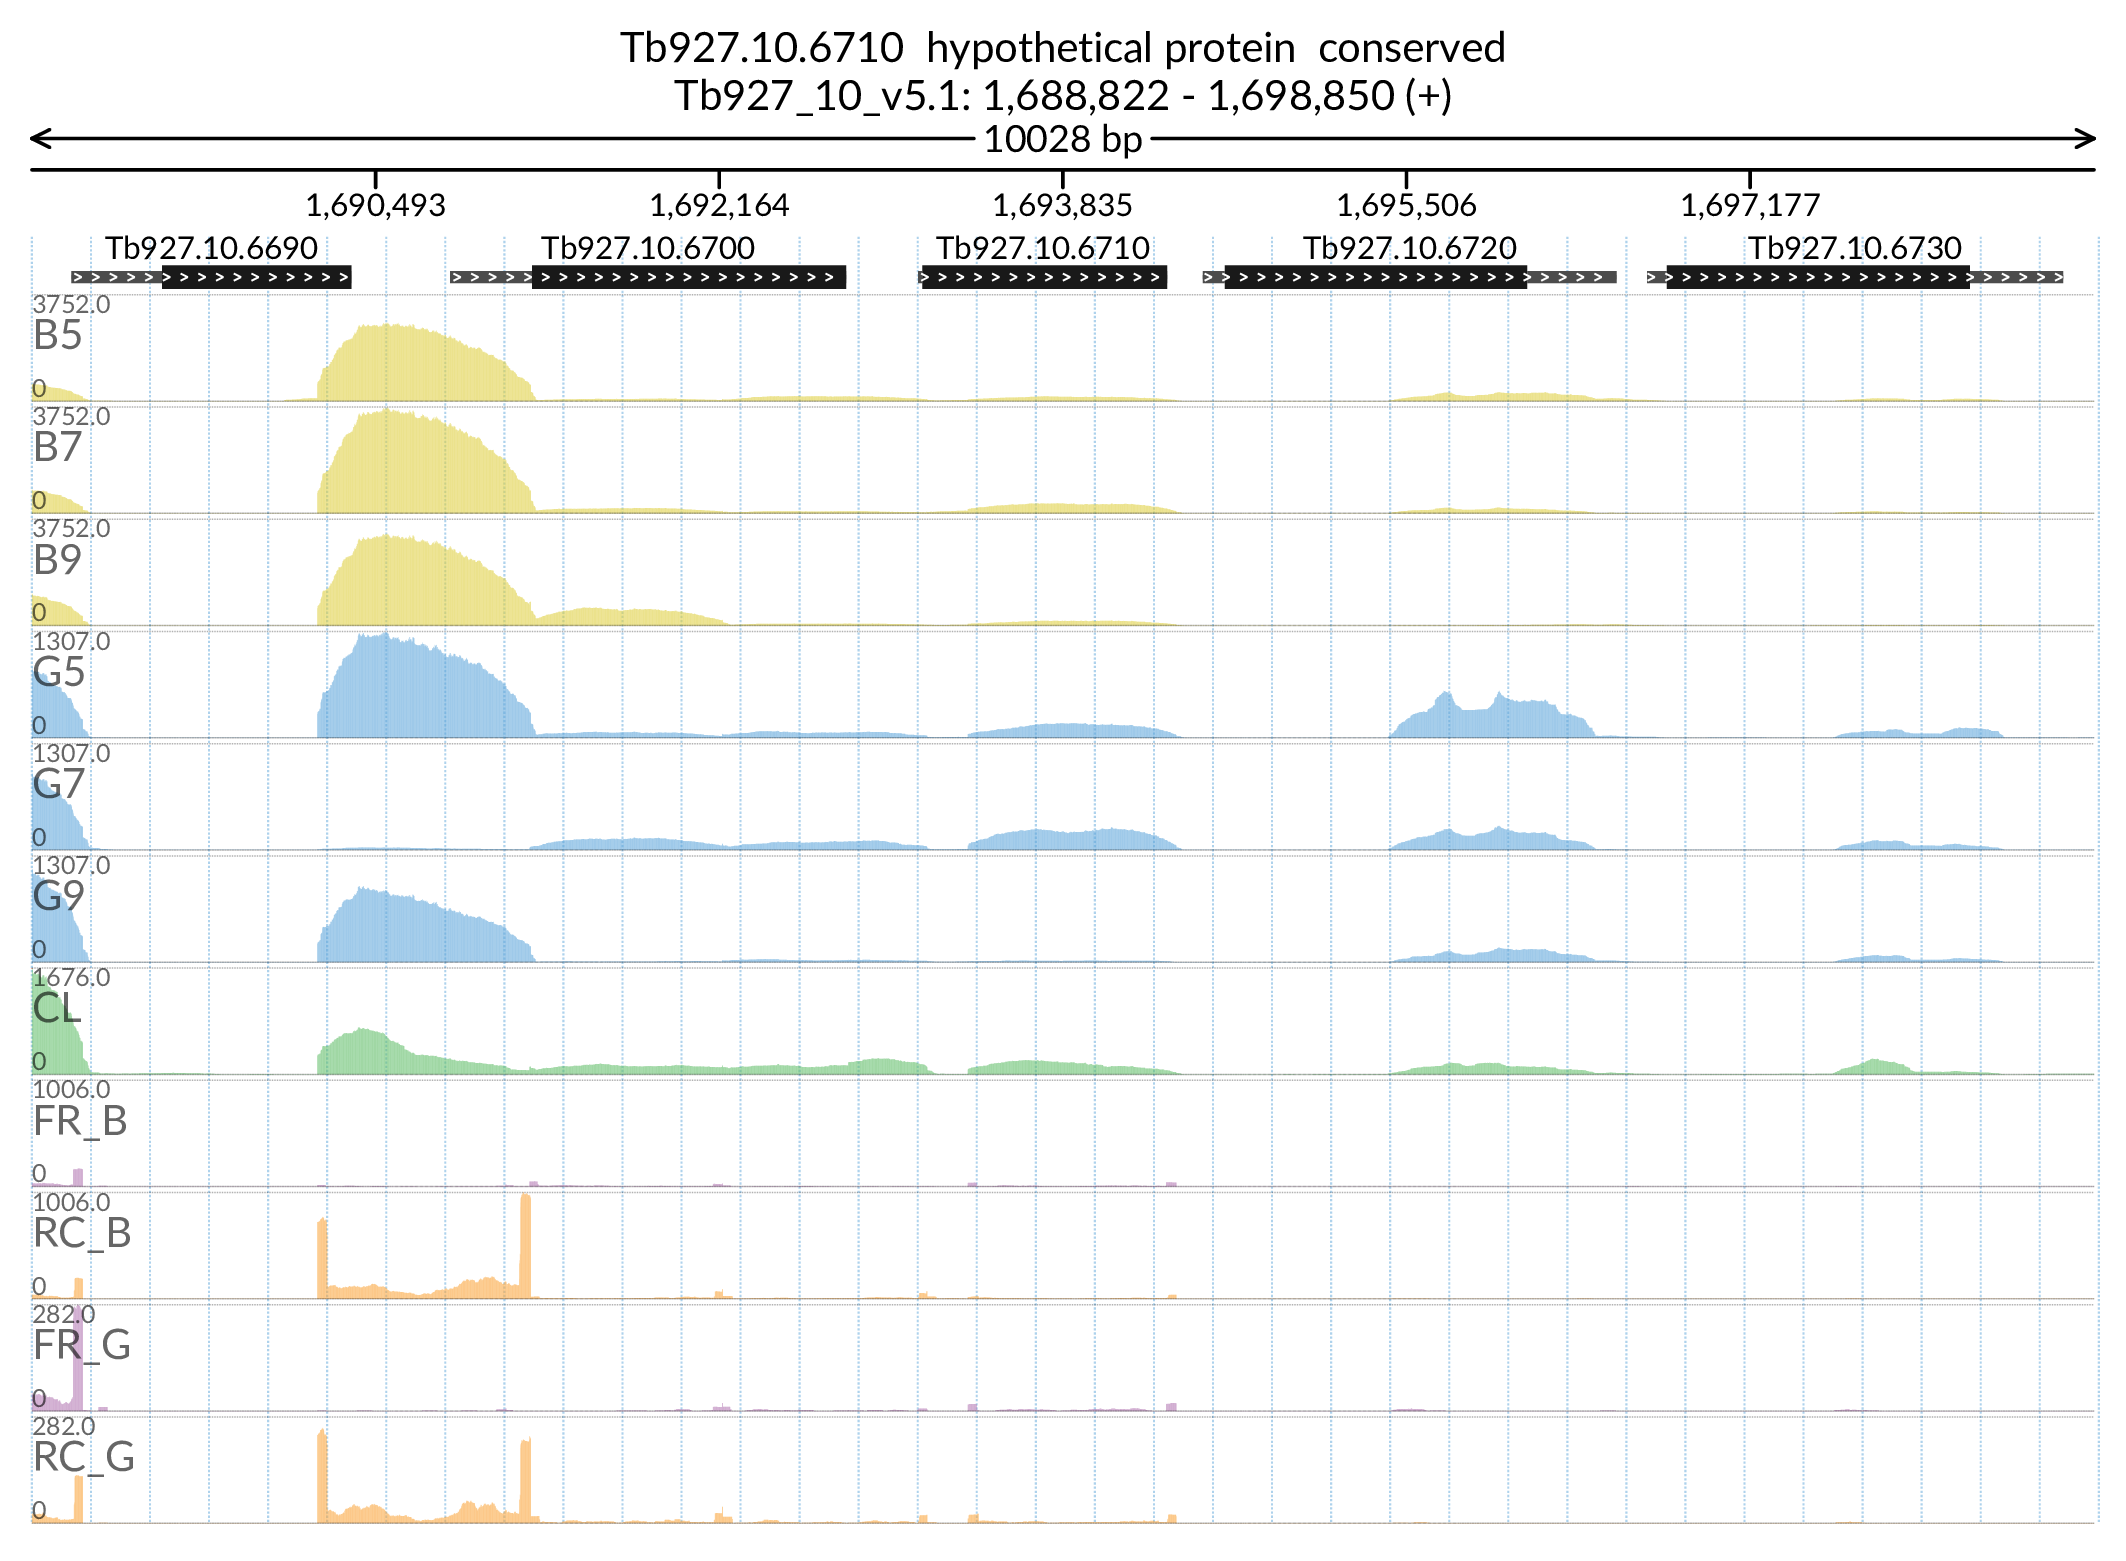 Tb927.10.6710  hypothetical protein  conserved
Tb927_10_v5.1: 1,688,822 - 1,698,850 (+)
10028 bp
1,690,493 1,692,164 1,693,835 1,695,506 1,697,177
Tb927.10.6690 Tb927.10.6700 Tb927.10.6710 Tb927.10.6720 Tb927.10.6730
3752.0
B5
0
3752.0
B7
0
3752.0
B9
0
1307.0
G5
0
1307.0
G7
0
1307.0
G9
0
1676.0
CL
0
1006.0
FR_B
0
1006.0
RC_B
0
282.0
FR_G
0
282.0
RC_G
0